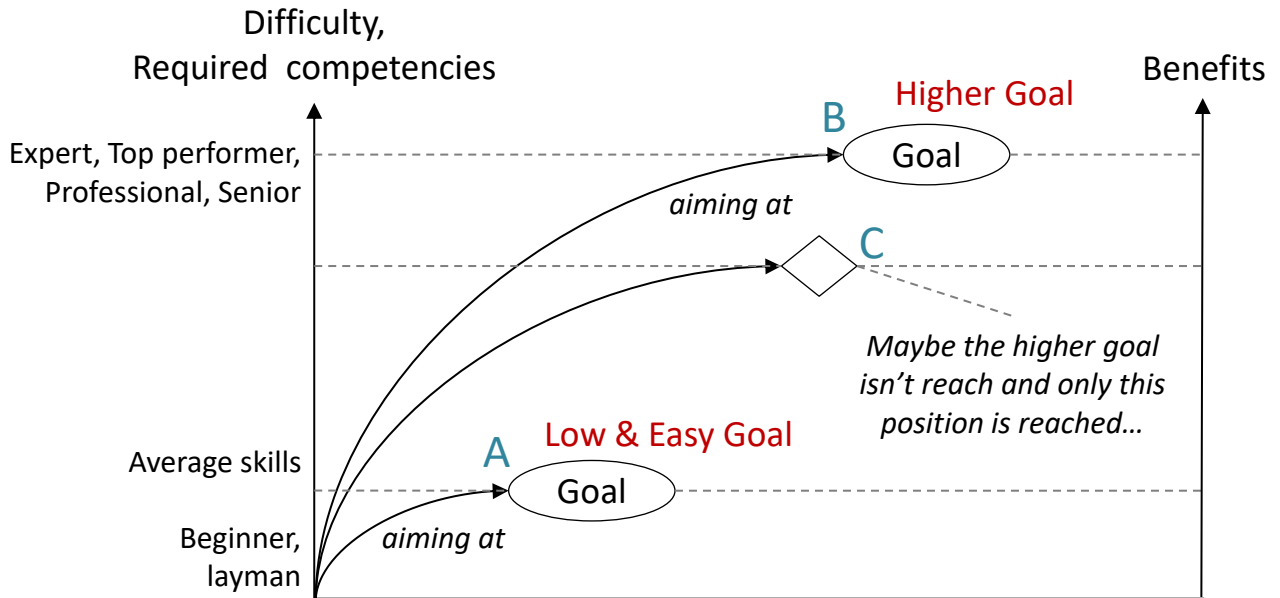 Difficulty,
Required competencies
Benefits
Higher Goal
B
Goal
Expert, Top performer,
Professional, Senior
aiming at
C
Maybe the higher goal
isn't reach and only this
position is reached…
Low & Easy Goal
A
Average skills
Goal
aiming at
Beginner,
layman